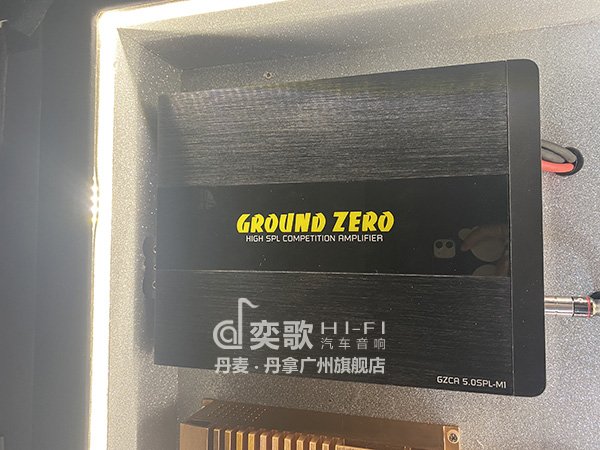 GROUND ZERO
HIGH SPL COMPETITION AMPLIFIER
奕歌 HI-FI
汽车音响
丹麦·丹拿广州旗舰店
GZCA 5.0SPL-M1